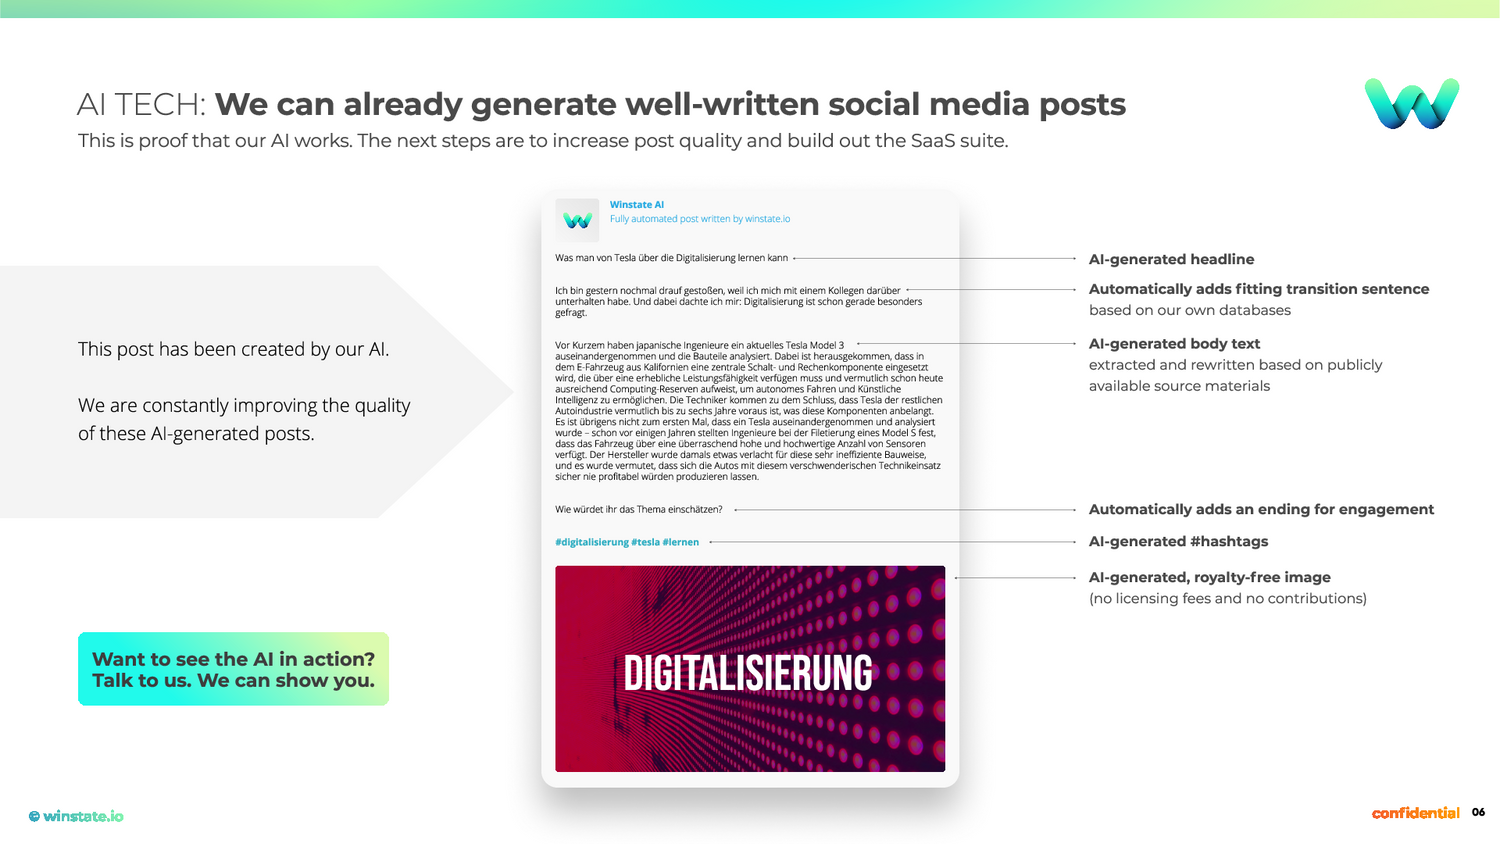 AI TECH: We can already generate well-written social media posts
This is proof that our AI works. The next steps are to increase post quality and build out the SaaS suite.
This post has been created by our AI.
We are constantly improving the quality
of these AI-generated posts.
Want to see the AI in action?
Talk to us. We can show you.
Winstate AI
Fully automated post written by winstate.io
Was man von Tesla über die Digitalisierung lernen kann
Ich bin gestern nochmal drauf gestoßen, weil ich mich mit einem Kollegen darüber
unterhalten habe. Und dabei dachte ich mir: Digitalisierung ist schon gerade besonders
gefragt.
Vor Kurzem haben japanische Ingenieure ein aktuelles Tesla Model 3
auseinandergenommen und die Bauteile analysiert. Dabei ist herausgekommen, dass in
dem E-Fahrzeug aus Kalifornien eine zentrale Schalt- und Rechenkomponente eingesetzt
wird, die über eine erhebliche Leistungsfähigkeit verfügen muss und vermutlich schon heute
ausreichend Computing-Reserven aufweist, um autonomes Fahren und Künstliche
Intelligenz zu ermöglichen. Die Techniker kommen zu dem Schluss, dass Tesla der restlichen
Autoindustrie vermutlich bis zu sechs Jahre voraus ist, was diese Komponenten anbelangt.
Es ist übrigens nicht zum ersten Mal, dass ein Tesla auseinandergenommen und analysiert
wurde – schon vor einigen Jahren stellten Ingenieure bei der Filetierung eines Model S fest,
dass das Fahrzeug über eine überraschend hohe und hochwertige Anzahl von Sensoren
verfügt. Der Hersteller wurde damals etwas verlacht für diese sehr ineffiziente Bauweise,
und es wurde vermutet, dass sich die Autos mit diesem verschwenderischen Technikeinsatz
sicher nie profitabel würden produzieren lassen.
Wie würdet ihr das Thema einschätzen?
#digitalisierung #tesla #lernen
DIGITALISIERUNG
AI-generated headline
Automatically adds fitting transition sentence
based on our own databases
AI-generated body text
extracted and rewritten based on publicly
available source materials
Automatically adds an ending for engagement
AI-generated #hashtags
AI-generated, royalty-free image
(no licensing fees and no contributions)
© winstate.io
confidential 06